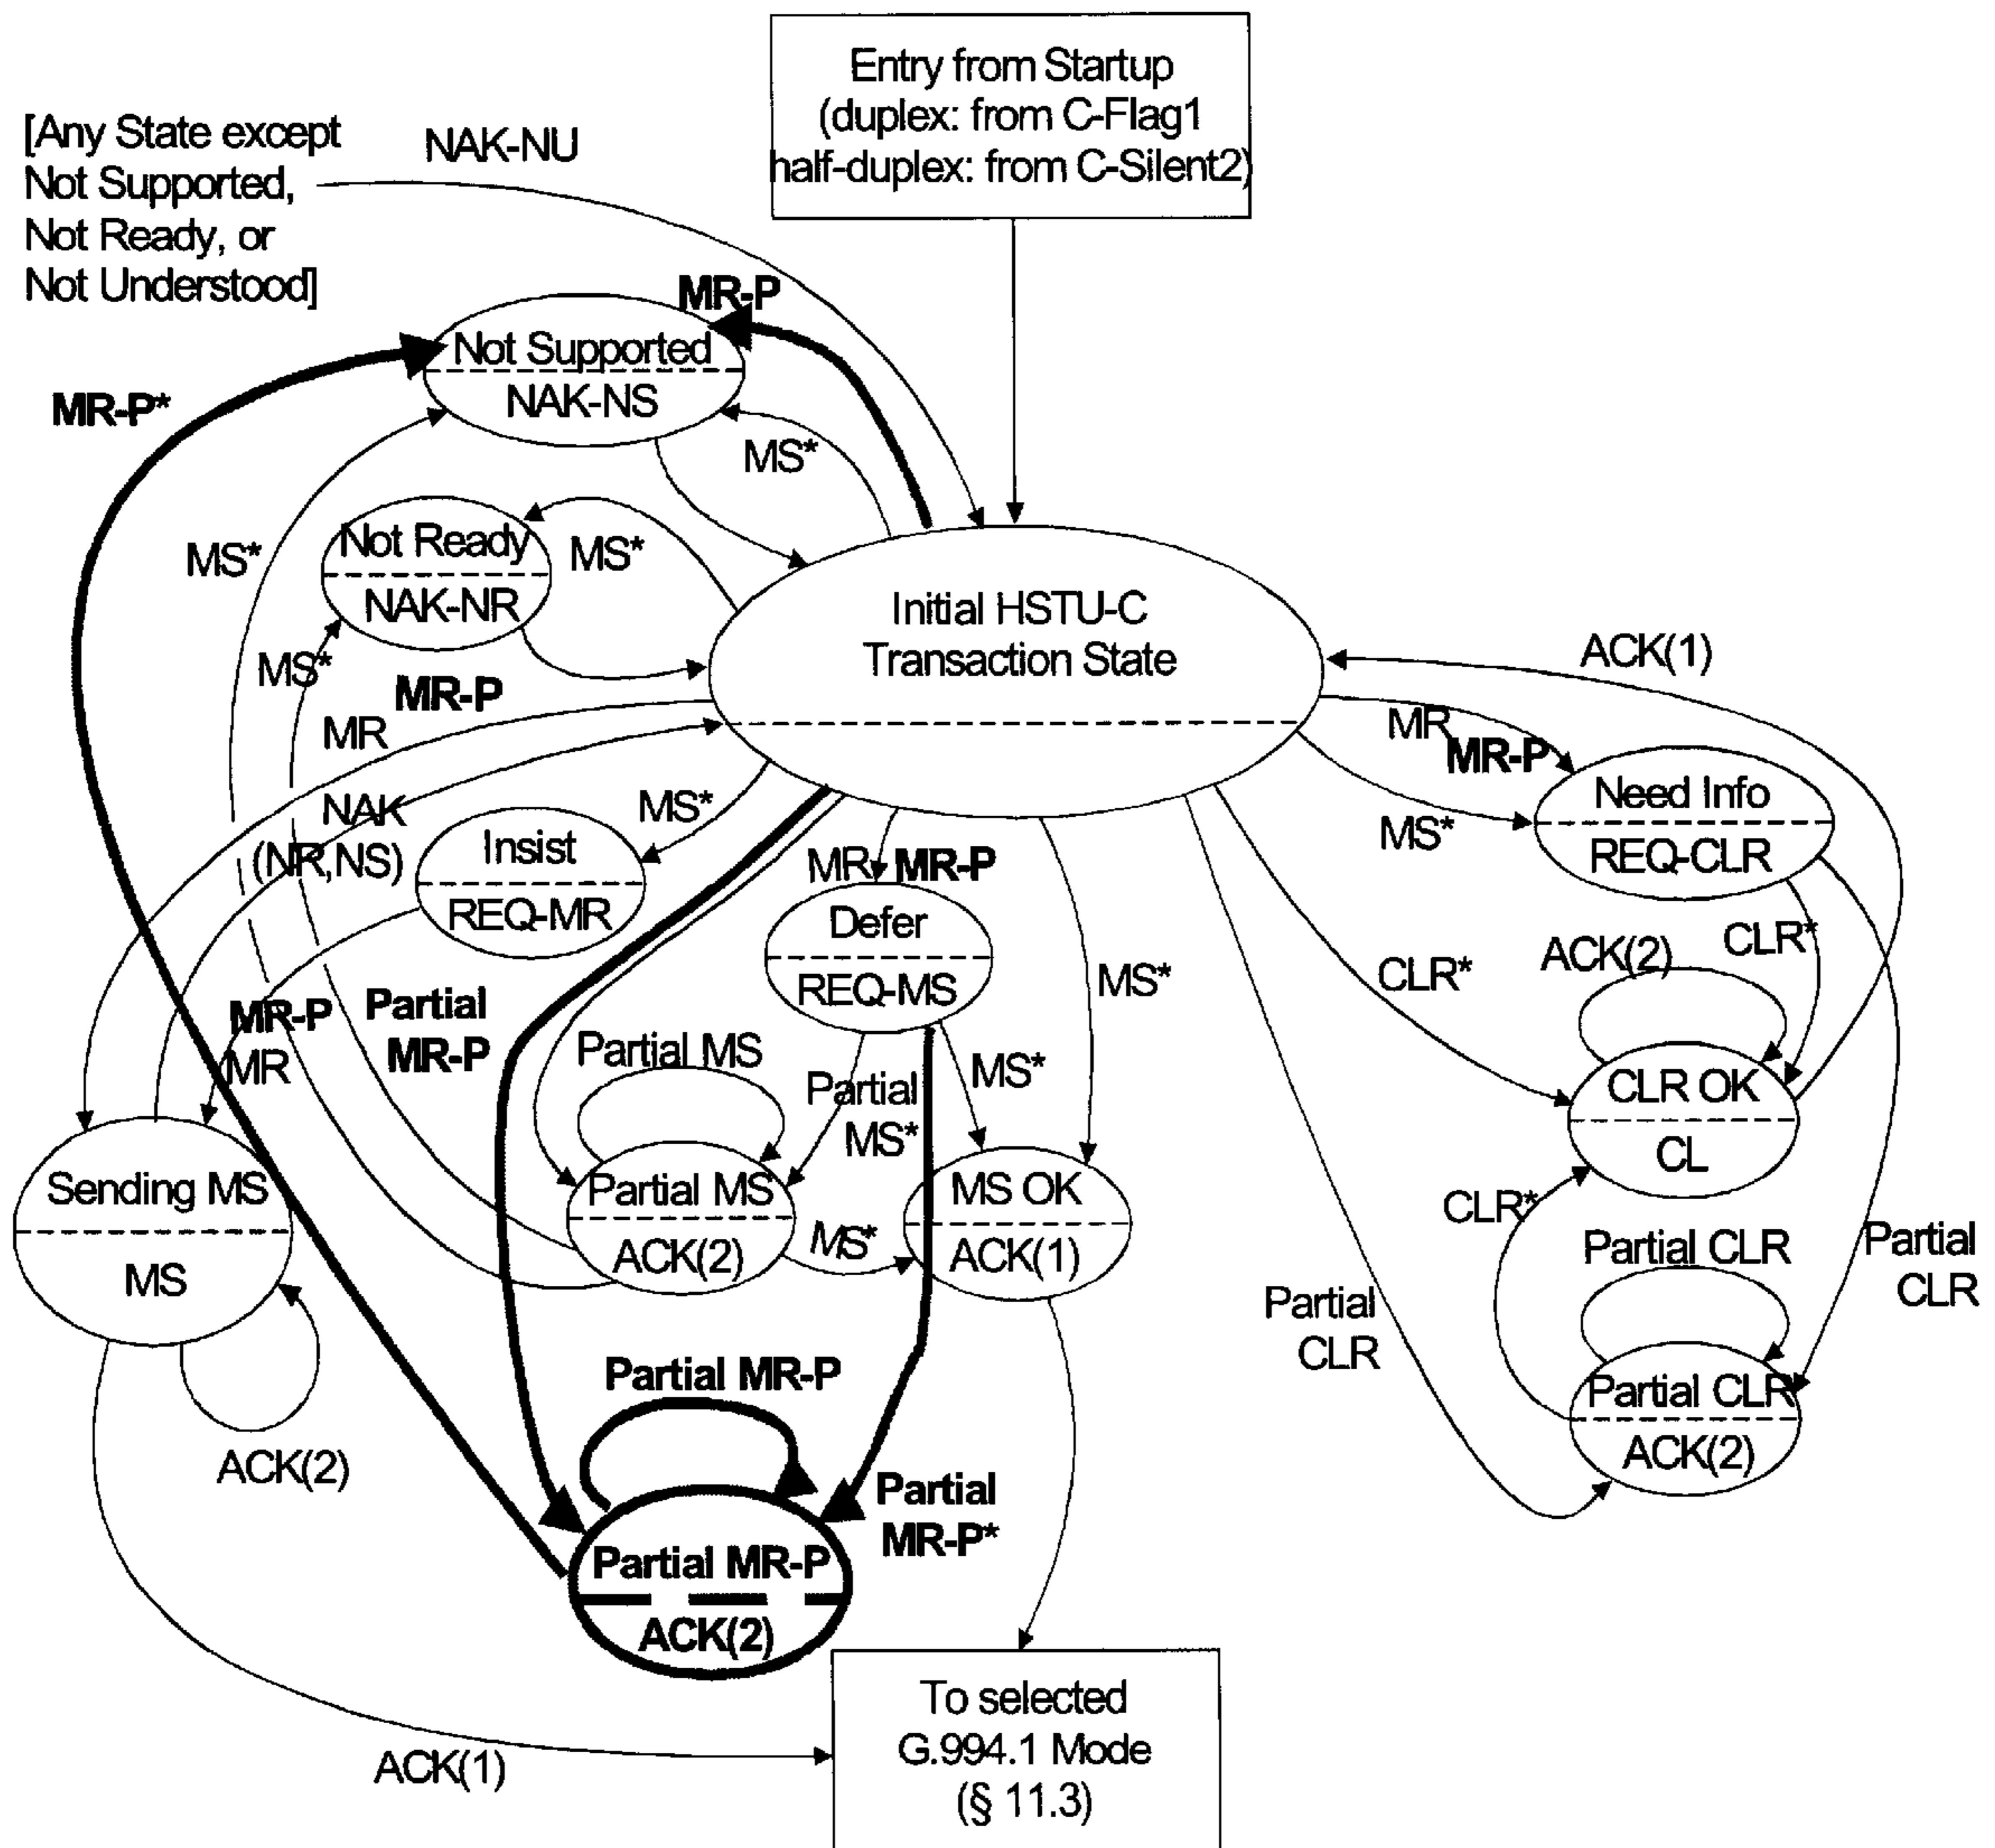 Entry from Startup
(duplex: from C-Flag1
half-duplex: from C-Silent2)
[Any State except
Not Supported,
Not Ready, or
Not Understood]
NAK-NU
MR-P
Not Supported
NAK-NS
MR-P*
MS*
MS*
Not Ready
NAK-NR
MS*
MS*
Initial HSTU-C
Transaction State
ACK(1)
MR-P
MR
MR
MR-P
NAK
(NR,NS)
MS*
Insist
REQ-MR
MS*
Need Info
REQ-CLR
MR
MR-P
Defer
REQ-MS
MS*
CLR*
ACK(2)
CLR*
MR-P
MR
Partial
MR-P
Partial MS
Partial
MS*
MS*
CLR OK
CL
Sending MS
MS
Partial MS
ACK(2)
MS*
MS OK
ACK(1)
CLR*
Partial CLR
Partial
CLR
Partial
CLR
Partial CLR
ACK(2)
ACK(2)
Partial MR-P
Partial
MR-P*
Partial MR-P
ACK(2)
ACK(1)
To selected
G.994.1 Mode
(§ 11.3)